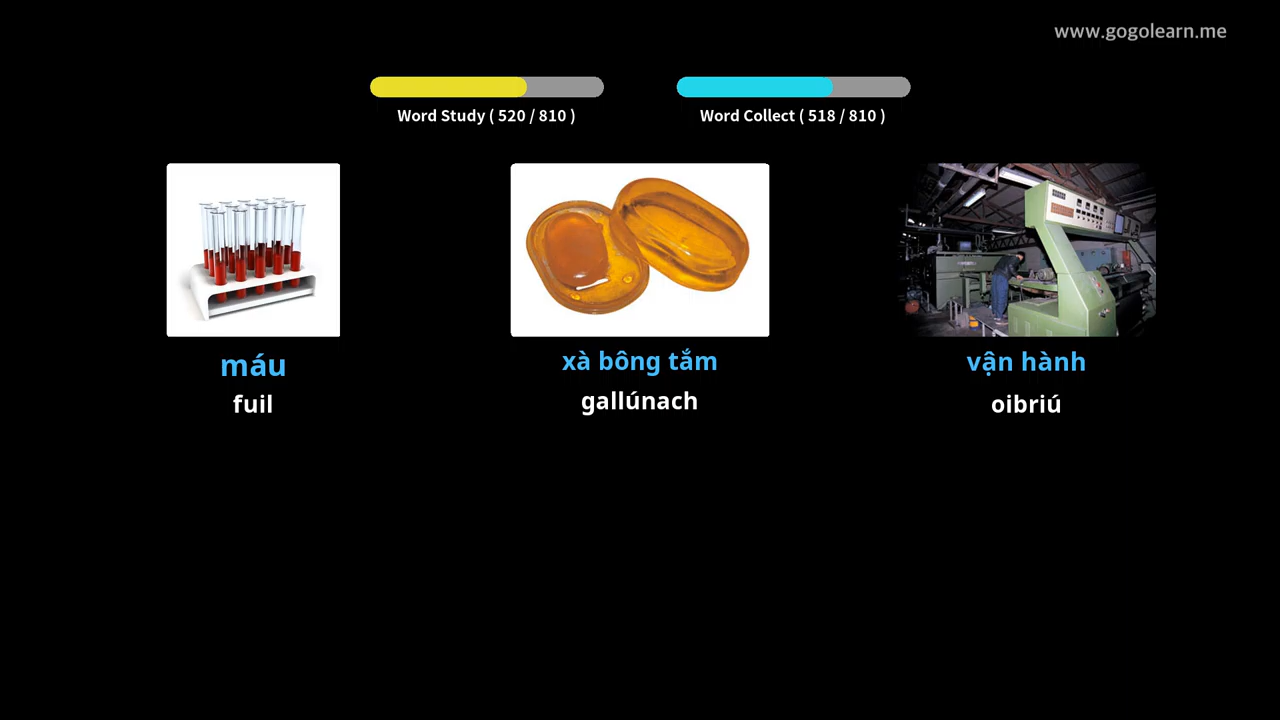 www.gogolearn.me
Word Study ( 520 / 810 )
Word Collect ( 518 / 810 )
máu
xà bông tắm
vận hành
fuil
gallúnach
oibriú